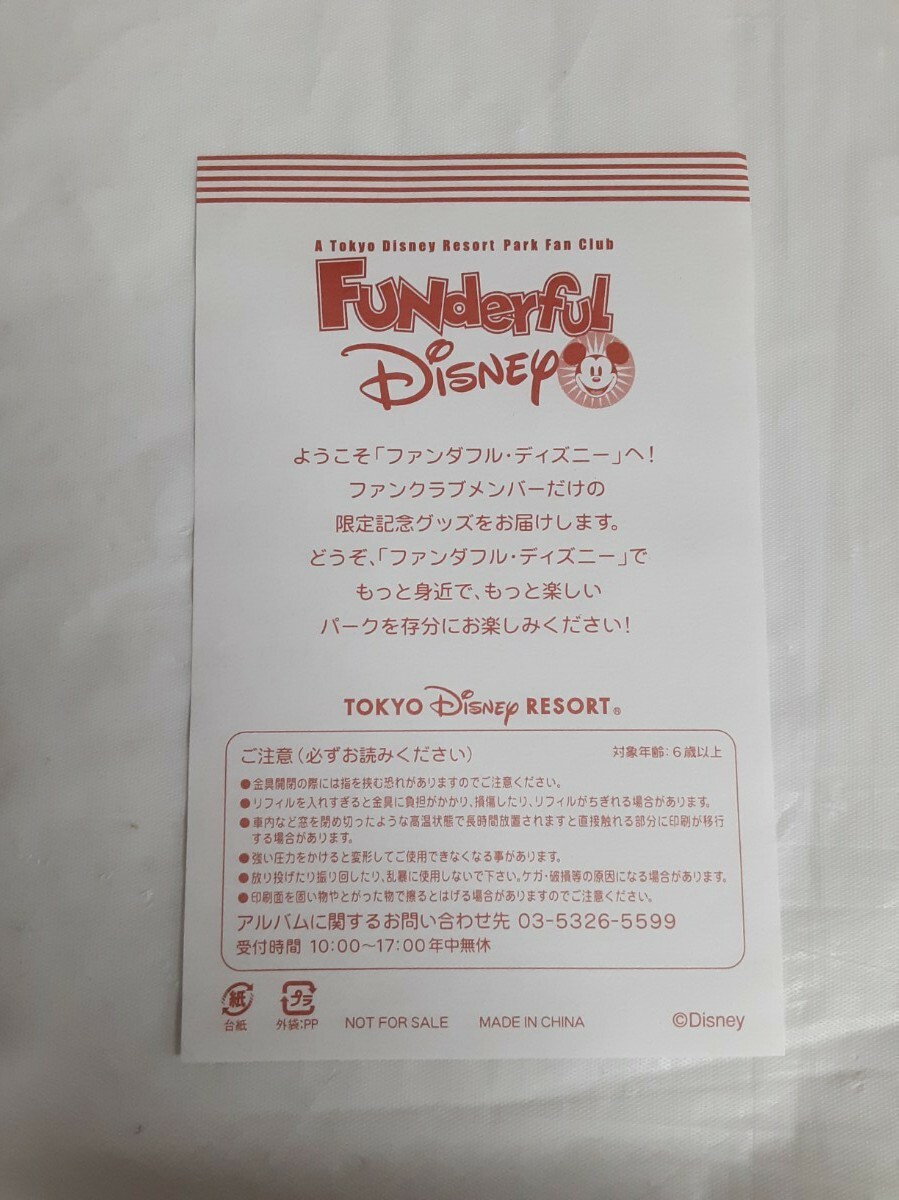 A Tokyo Disney Resort Park Fan Club
FUNderful
Disney
ようこそ「ファンダフル・ディズニー」へ!
ファンクラブメンバーだけの
限定記念グッズをお届けします。
どうぞ、「ファンダフル・ディズニー」で
もっと身近で、もっと楽しい
パークを存分にお楽しみください!
TOKYO Disney RESORT®
ご注意(必ずお読みください) 対象年齢:6歳以上
●金具開閉の際には指を挟む恐れがありますのでご注意ください。
●リフィルを入れすぎると金具に負担がかかり、損傷したり、リフィルがちぎれる場合があります。
●車内など窓を閉め切ったような高温状態で長時間放置されますと直接触れる部分に印刷が移行
する場合があります。
●強い圧力をかけると変形してご使用できなくなる事があります。
●放り投げたり振り回したり、乱暴に使用しないで下さい。ケガ・破損等の原因になる場合があります。
●印刷面を固い物やとがった物で擦るとはげる場合がありますのでご注意ください。
アルバムに関するお問い合わせ先 03-5326-5599
受付時間 10:00〜17:00 年中無休
紙 プラ
台紙 外袋:PP NOT FOR SALE MADE IN CHINA ©Disney